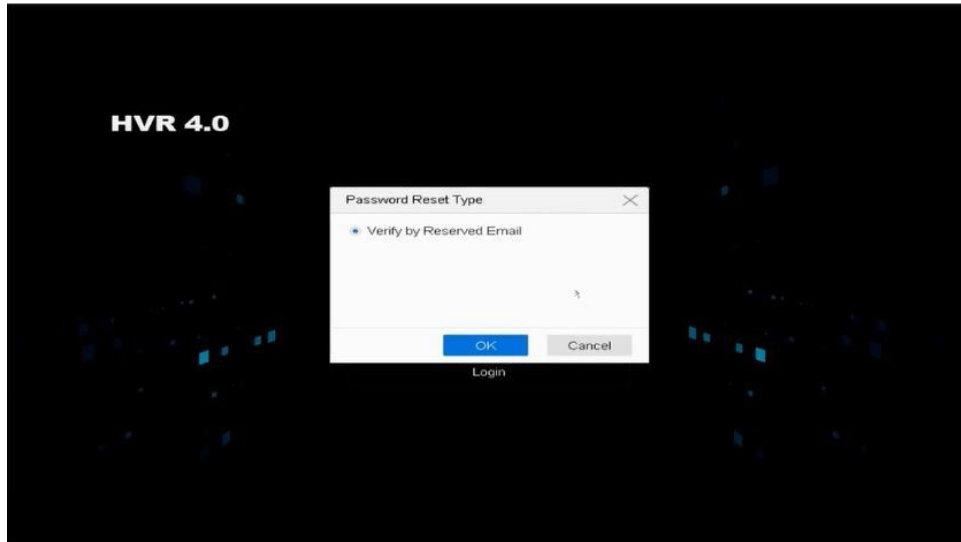 HVR 4.0
Password Reset Type
Verify by Reserved Email
OK
Cancel
Login